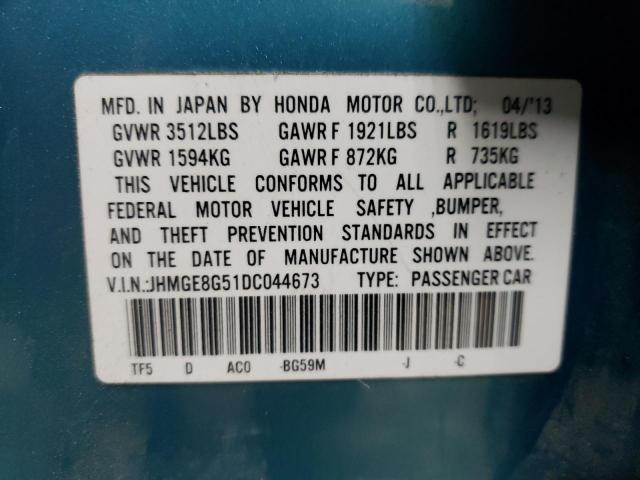 MFD. IN JAPAN BY HONDA MOTOR CO.,LTD; 04/'13
GVWR 3512LBS GAWR F 1921LBS R 1619LBS
GVWR 1594KG GAWR F 872KG R 735KG
THIS VEHICLE CONFORMS TO ALL APPLICABLE
FEDERAL MOTOR VEHICLE SAFETY ,BUMPER,
AND THEFT PREVENTION STANDARDS IN EFFECT
ON THE DATE OF MANUFACTURE SHOWN ABOVE.
V.I.N.:JHMGE8G51DC044673 TYPE: PASSENGER CAR
TF5 D AC0 -BG59M -J -C